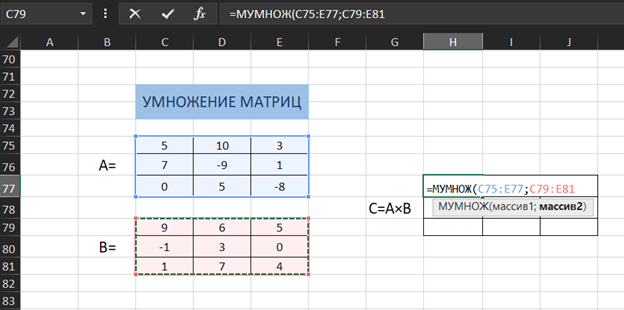 C79 fx =МУМНОЖ(C75:E77;C79:E81
A B C D E F G H I J
70
71
72
УМНОЖЕНИЕ МАТРИЦ
73
74
75 5 10 3
76 A= 7 -9 1
77 0 5 -8 =МУМНОЖ(C75:E77;C79:E81
78 C=A×B МУМНОЖ(массив1; массив2)
79 9 6 5
80 B= -1 3 0
81 1 7 4
82
83